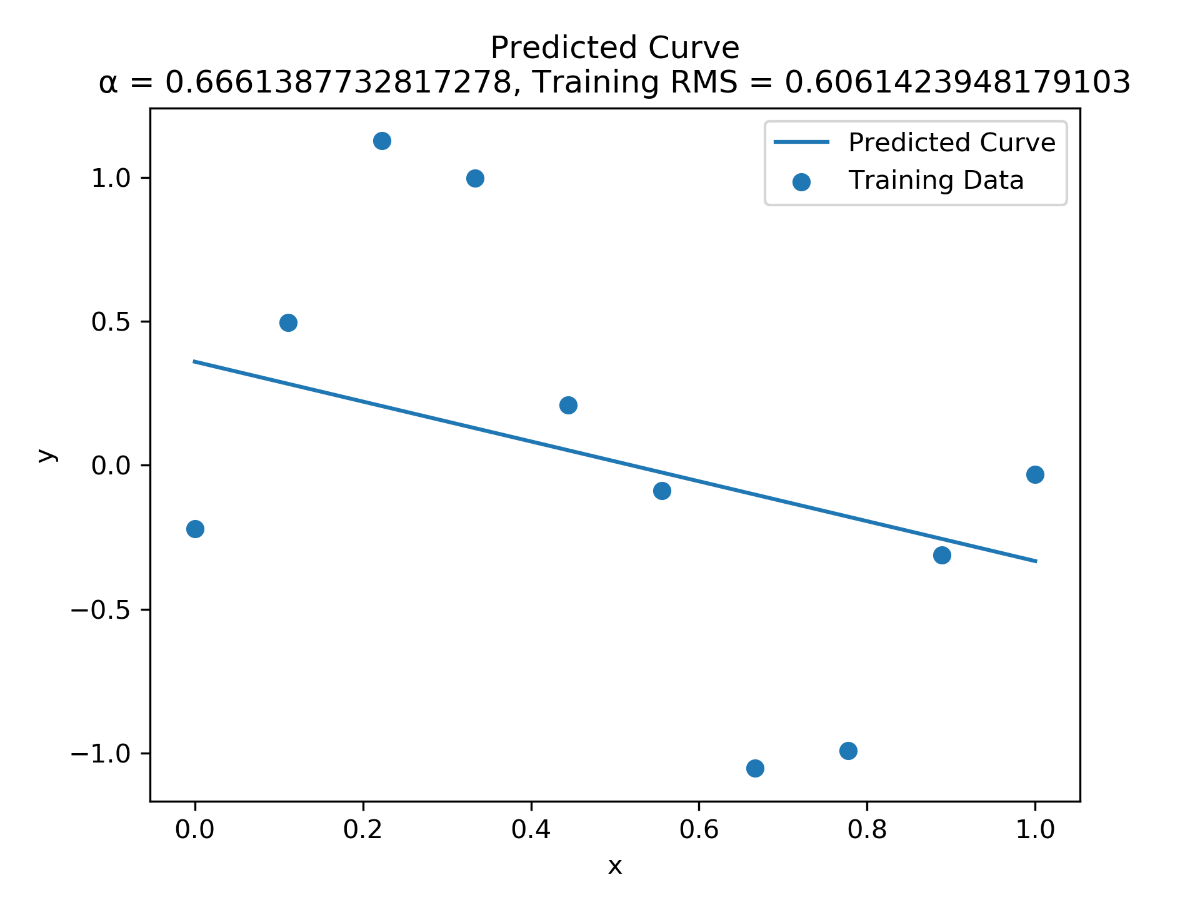 Predicted Curve
α = 0.6661387732817278, Training RMS = 0.6061423948179103
Predicted Curve
Training Data
1.0
0.5
0.0
−0.5
−1.0
y
0.0 0.2 0.4 0.6 0.8 1.0
x